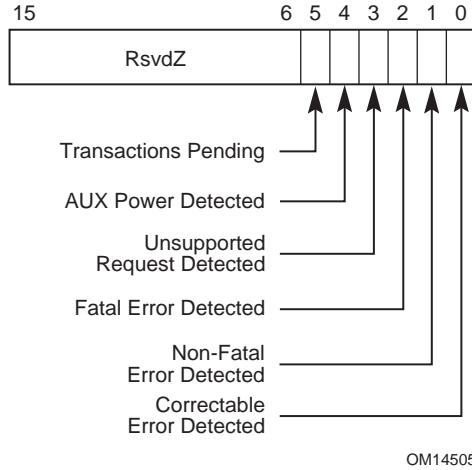 15 6 5 4 3 2 1 0
RsvdZ
Transactions Pending
AUX Power Detected
Unsupported
Request Detected
Fatal Error Detected
Non-Fatal
Error Detected
Correctable
Error Detected
OM14505